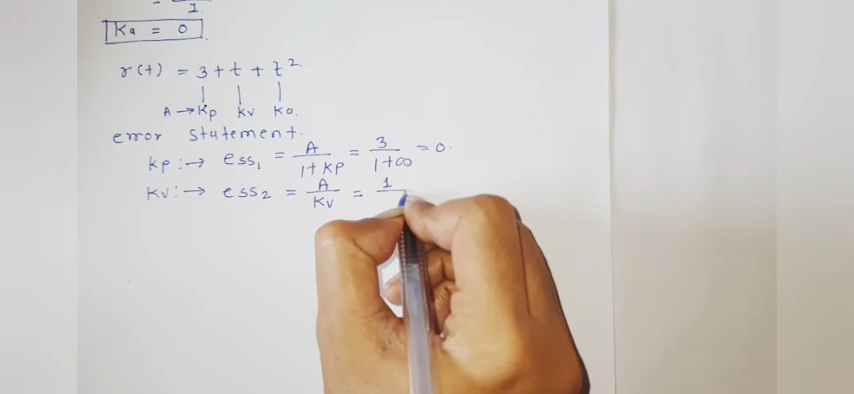 1.
Ka = 0
r(t) = 3 + t + t².
A → Kp Kv Ka.
error statement.
Kp :→ ess₁ = A / 1 + Kp = 3 / 1 + ∞ = 0.
Kv :→ ess₂ = A / Kv = 1